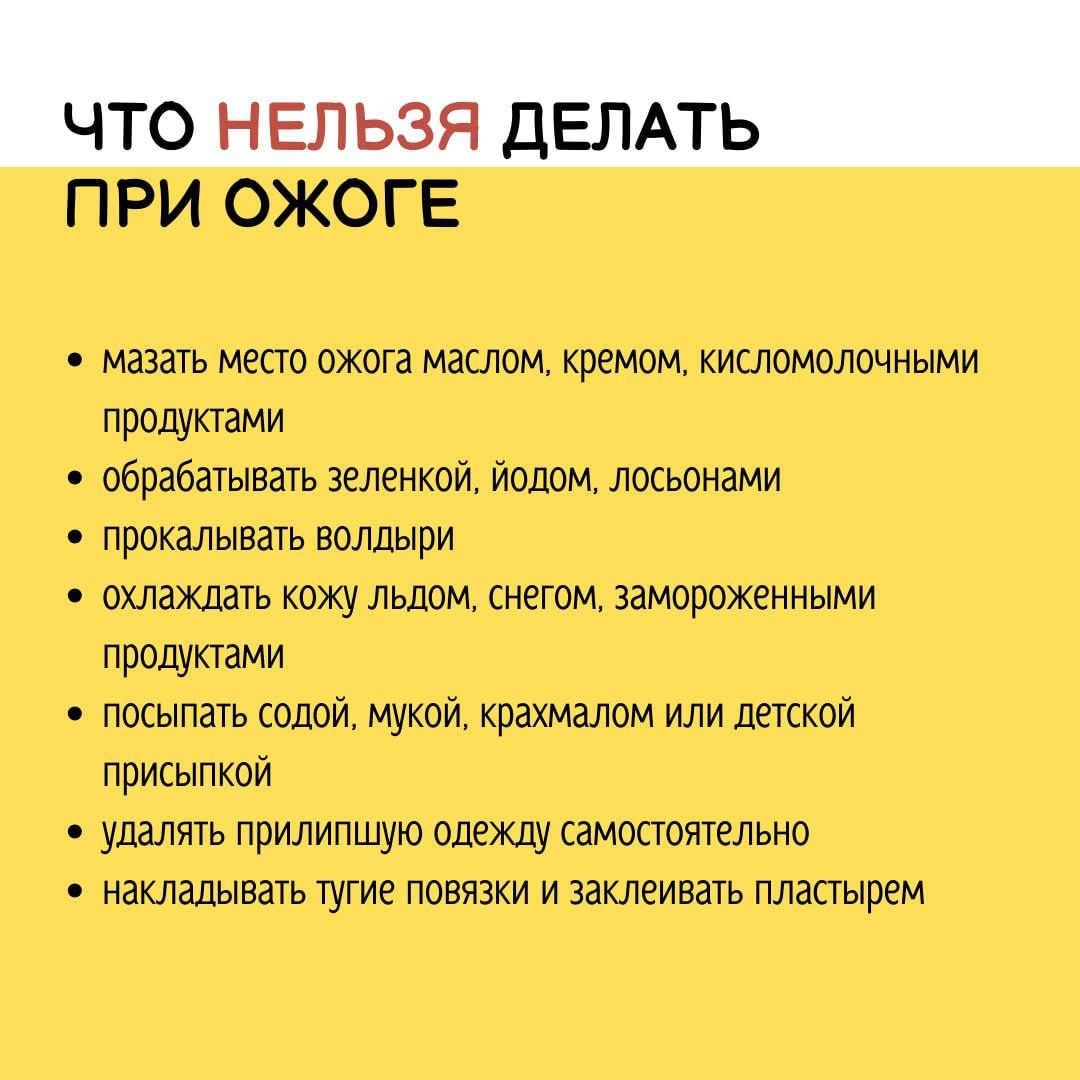 ЧТО НЕЛЬЗЯ ДЕЛАТЬ
ПРИ ОЖОГЕ
• мазать место ожога маслом, кремом, кисломолочными
продуктами
• обрабатывать зеленкой, йодом, лосьонами
• прокалывать волдыри
• охлаждать кожу льдом, снегом, замороженными
продуктами
• посыпать содой, мукой, крахмалом или детской
присыпкой
• удалять прилипшую одежду самостоятельно
• накладывать тугие повязки и заклеивать пластырем